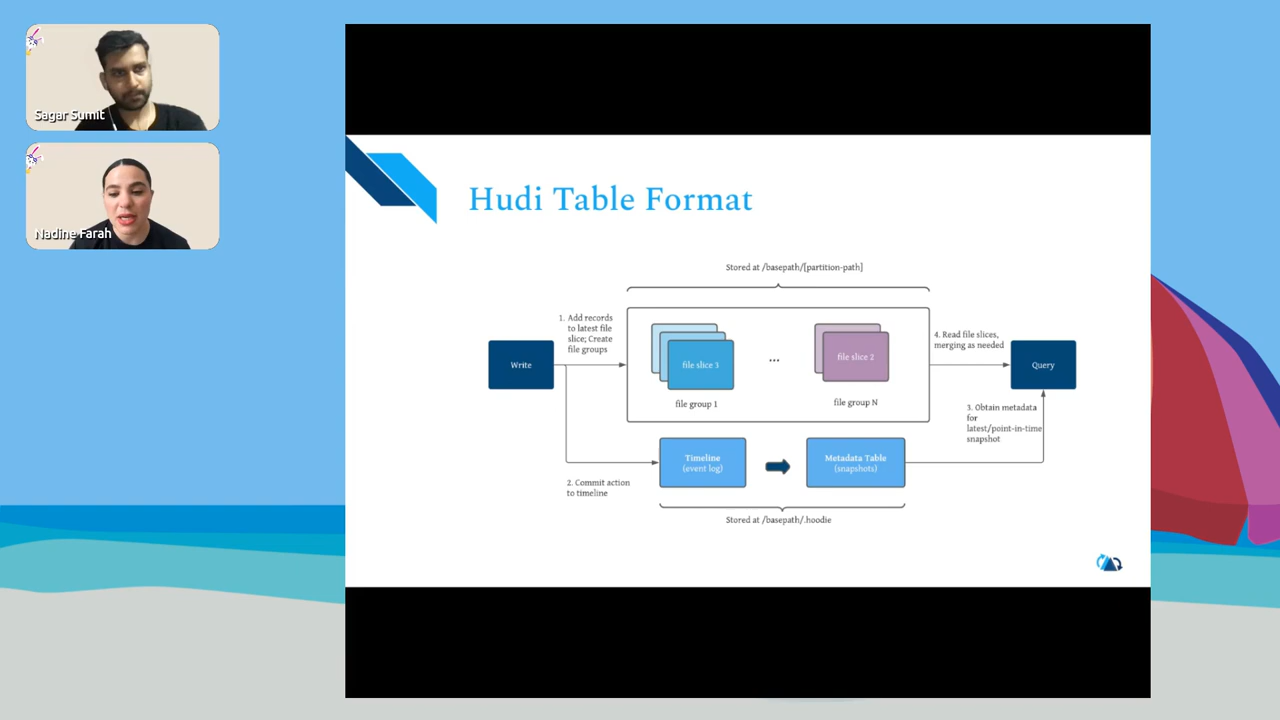 Sagar Sumit
Nadine Farah
Hudi Table Format
Stored at /basepath/[partition-path]
1. Add records
to latest file
slice; Create
file groups
Write
file slice 3
...
file slice 2
file group 1
file group N
4. Read file slices,
merging as needed
Query
3. Obtain metadata
for
latest/point-in-time
snapshot
Timeline
(event log)
Metadata Table
(snapshots)
2. Commit action
to timeline
Stored at /basepath/.hoodie